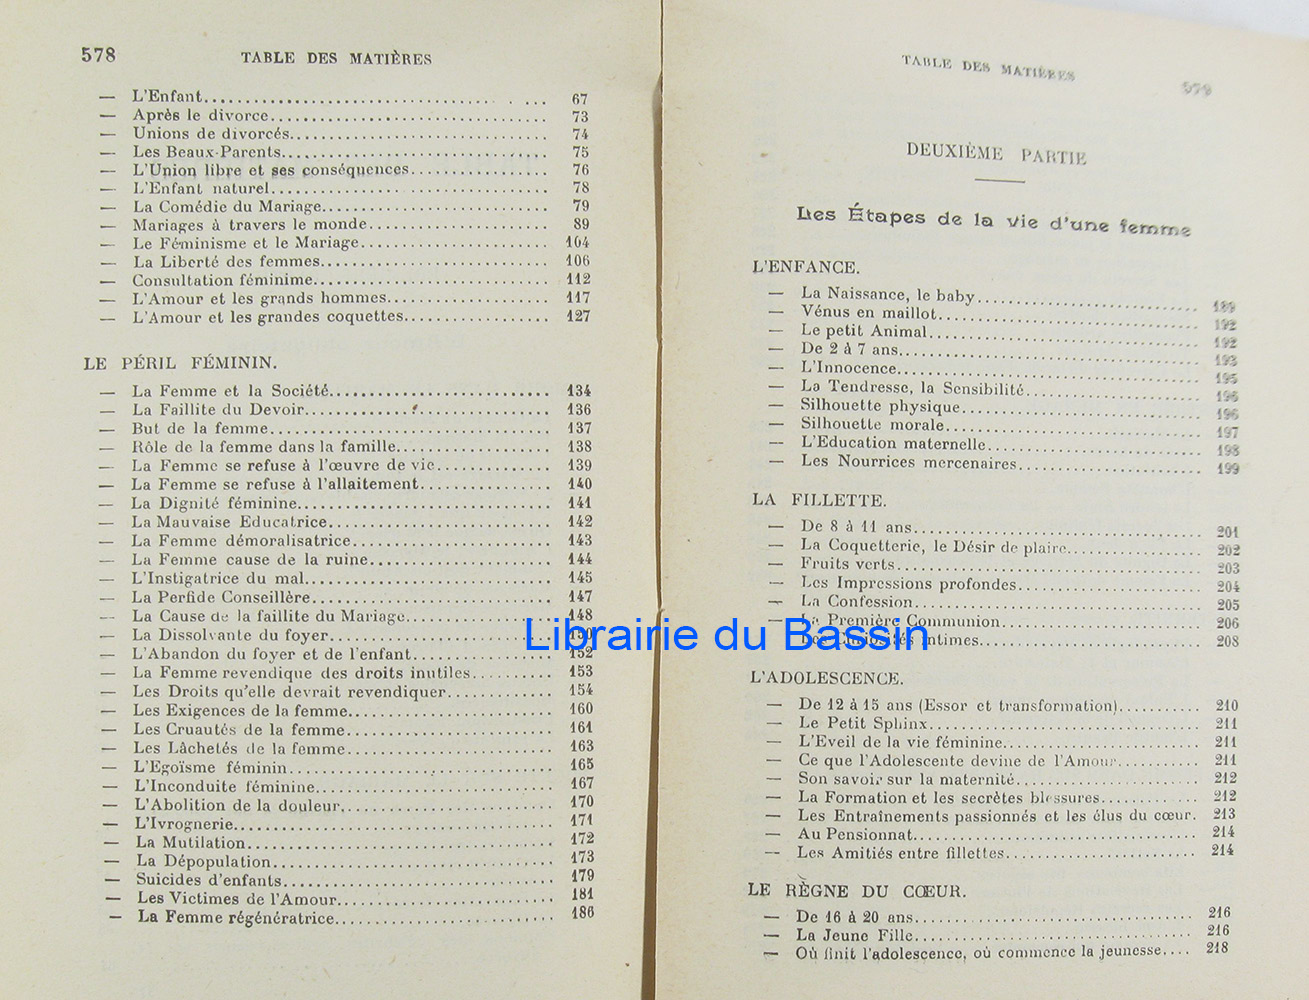 578 TABLE DES MATIÈRES
— L'Enfant........ 67
— Après le divorce........ 73
— Unions de divorcés........ 74
— Les Beaux-Parents........ 75
— L'Union libre et ses conséquences........ 76
— L'Enfant naturel........ 78
— La Comédie du Mariage........ 79
— Mariages à travers le monde........ 89
— Le Féminisme et le Mariage........ 104
— La Liberté des femmes........ 106
— Consultation féminime........ 112
— L'Amour et les grands hommes........ 117
— L'Amour et les grandes coquettes........ 127
LE PÉRIL FÉMININ.
— La Femme et la Société........ 134
— La Faillite du Devoir........ 136
— But de la femme........ 137
— Rôle de la femme dans la famille........ 138
— La Femme se refuse à l'œuvre de vie........ 139
— La Femme se refuse à l'allaitement........ 140
— La Dignité féminine........ 141
— La Mauvaise Educatrice........ 142
— La Femme démoralisatrice........ 143
— La Femme cause de la ruine........ 144
— L'Instigatrice du mal........ 145
— La Perfide Conseillère........ 147
— La Cause de la faillite du Mariage........ 148
— La Dissolvante du foyer........ 150
— L'Abandon du foyer et de l'enfant........ 152
— La Femme revendique des droits inutiles........ 153
— Les Droits qu'elle devrait revendiquer........ 154
— Les Exigences de la femme........ 160
— Les Cruautés de la femme........ 161
— Les Lâchetés de la femme........ 163
— L'Egoïsme féminin........ 165
— L'Inconduite féminine........ 167
— L'Abolition de la douleur........ 170
— L'Ivrognerie........ 171
— La Mutilation........ 172
— La Dépopulation........ 173
— Suicides d'enfants........ 179
— Les Victimes de l'Amour........ 181
— La Femme régénératrice........ 186
TABLE DES MATIÈRES 579
DEUXIÈME PARTIE
Les Étapes de la vie d'une femme
L'ENFANCE.
— La Naissance, le baby........ 189
— Vénus en maillot........ 192
— Le petit Animal........ 192
— De 2 à 7 ans........ 193
— L'Innocence........ 195
— La Tendresse, la Sensibilité........ 196
— Silhouette physique........ 196
— Silhouette morale........ 197
— L'Education maternelle........ 198
— Les Nourrices mercenaires........ 199
LA FILLETTE.
— De 8 à 11 ans........ 201
— La Coquetterie, le Désir de plaire........ 202
— Fruits verts........ 203
— Les Impressions profondes........ 204
— La Confession........ 205
— La Première Communion........ 206
intimes........ 208
Librairie du Bassin
L'ADOLESCENCE.
— De 12 à 15 ans (Essor et transformation)........ 210
— Le Petit Sphinx........ 211
— L'Eveil de la vie féminine........ 211
— Ce que l'Adolescente devine de l'Amour........ 211
— Son savoir sur la maternité........ 212
— La Formation et les secrètes blessures........ 212
— Les Entraînements passionnés et les élus du cœur. 213
— Au Pensionnat........ 214
— Les Amitiés entre fillettes........ 214
LE RÈGNE DU CŒUR.
— De 16 à 20 ans........ 216
— La Jeune Fille........ 216
— Où finit l'adolescence, où commence la jeunesse.... 218